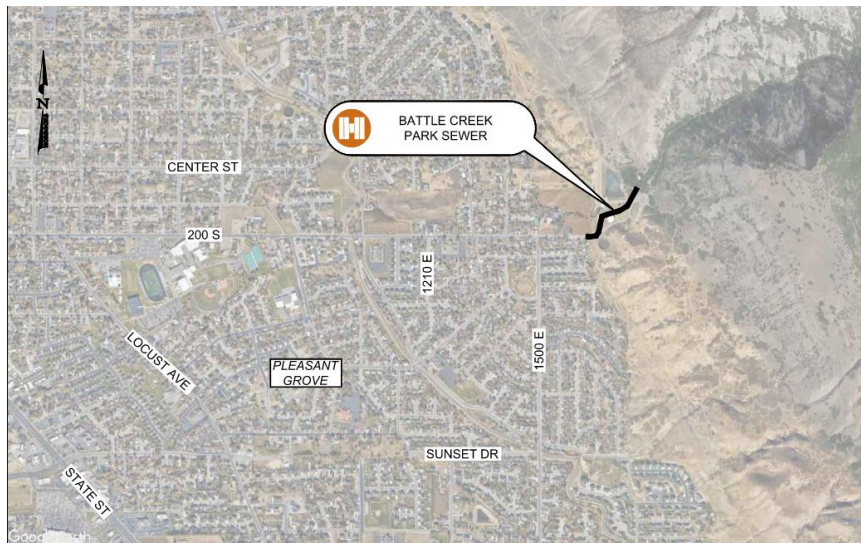 N
BATTLE CREEK
PARK SEWER
CENTER ST
200 S
1210 E
LOCUST AVE
1500 E
PLEASANT
GROVE
SUNSET DR
STATE ST
Google Earth